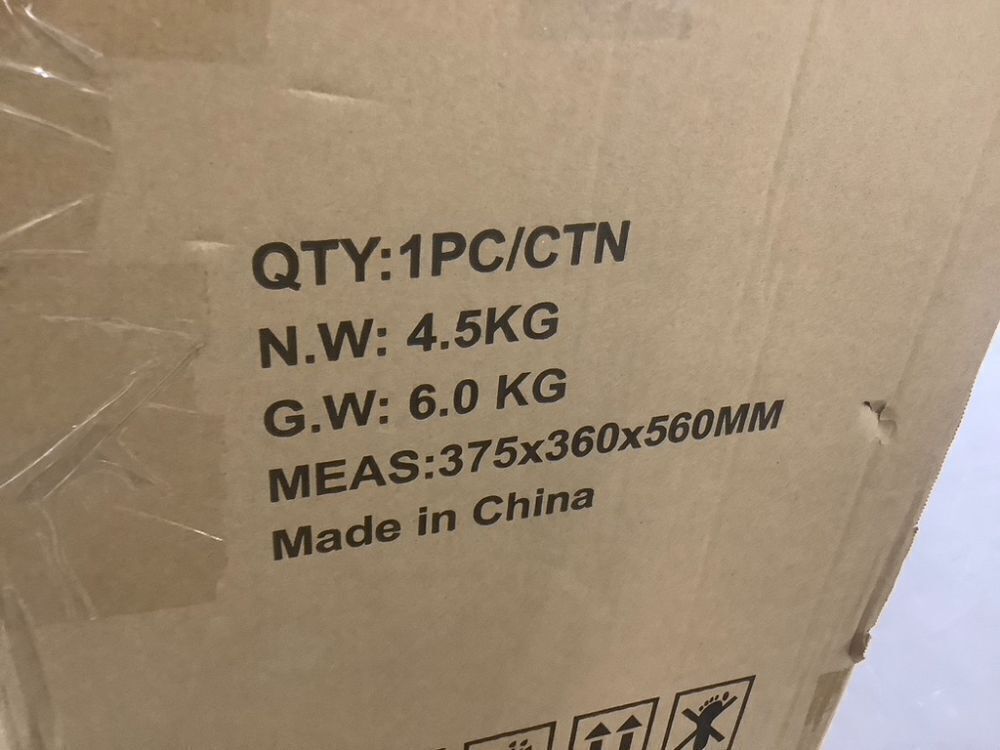 QTY:1PC/CTN
N.W: 4.5KG
G.W: 6.0 KG
MEAS:375x360x560MM
Made in China